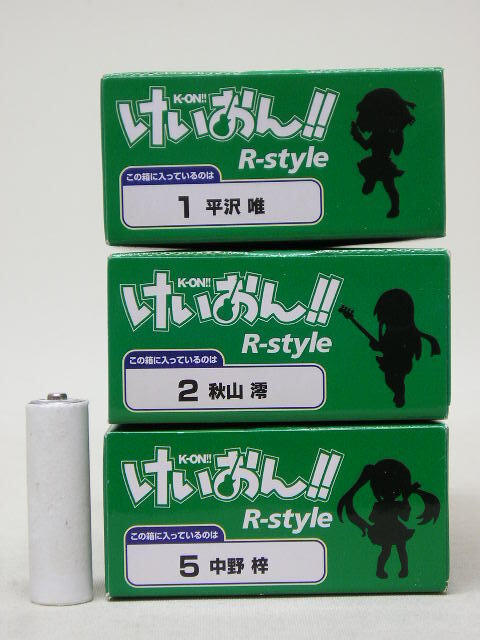 K-ON!!
けいおん!!
R-style
この箱に入っているのは
1 平沢 唯
K-ON!!
けいおん!!
R-style
この箱に入っているのは
2 秋山 澪
K-ON!!
けいおん!!
R-style
この箱に入っているのは
5 中野 梓